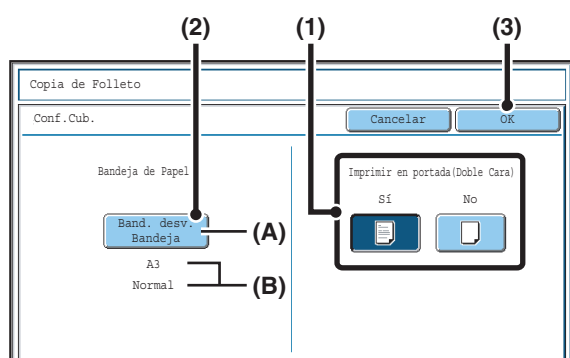 (2) (1) (3)
Copia de Folleto
Conf.Cub.
Cancelar
OK
Bandeja de Papel
Imprimir en portada(Doble Cara)
Sí No
Band. desv.
Bandeja
(A)
A3
Normal
(B)